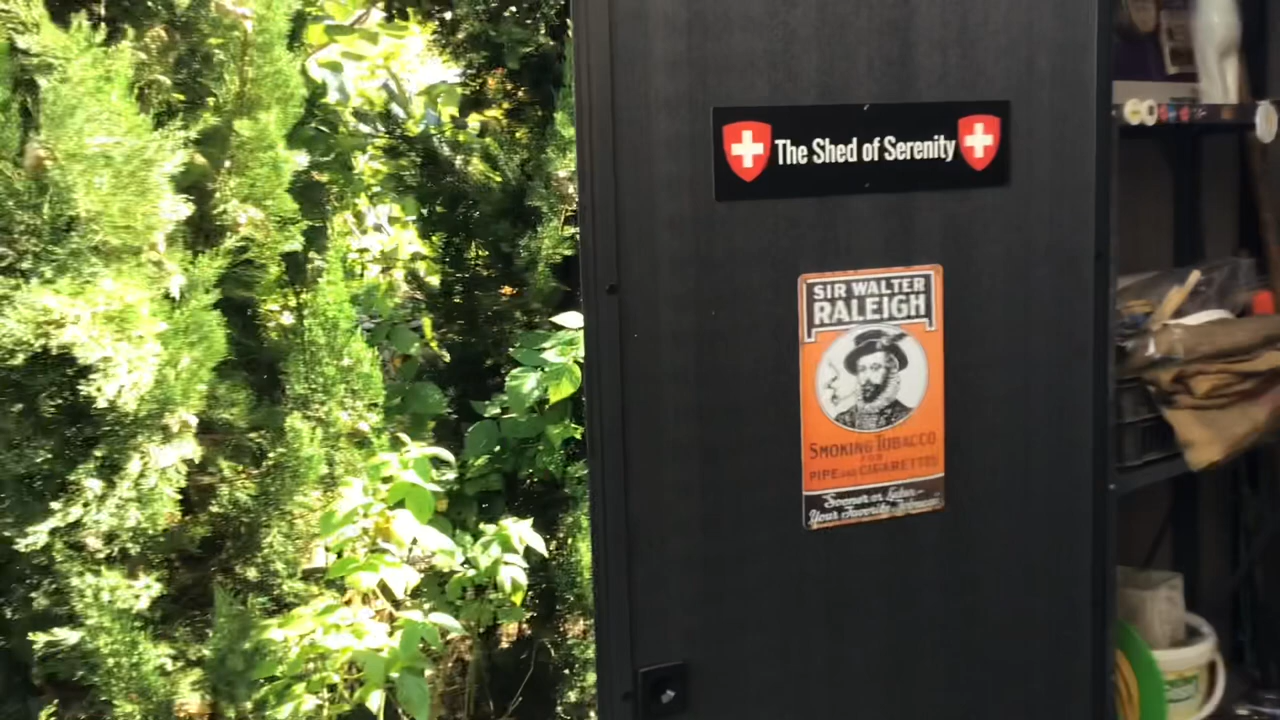 The Shed of Serenity
SIR WALTER
RALEIGH
SMOKING TOBACCO
FOR
PIPE AND CIGARETTES
Sooner or Later-
Your Favorite Tobacco